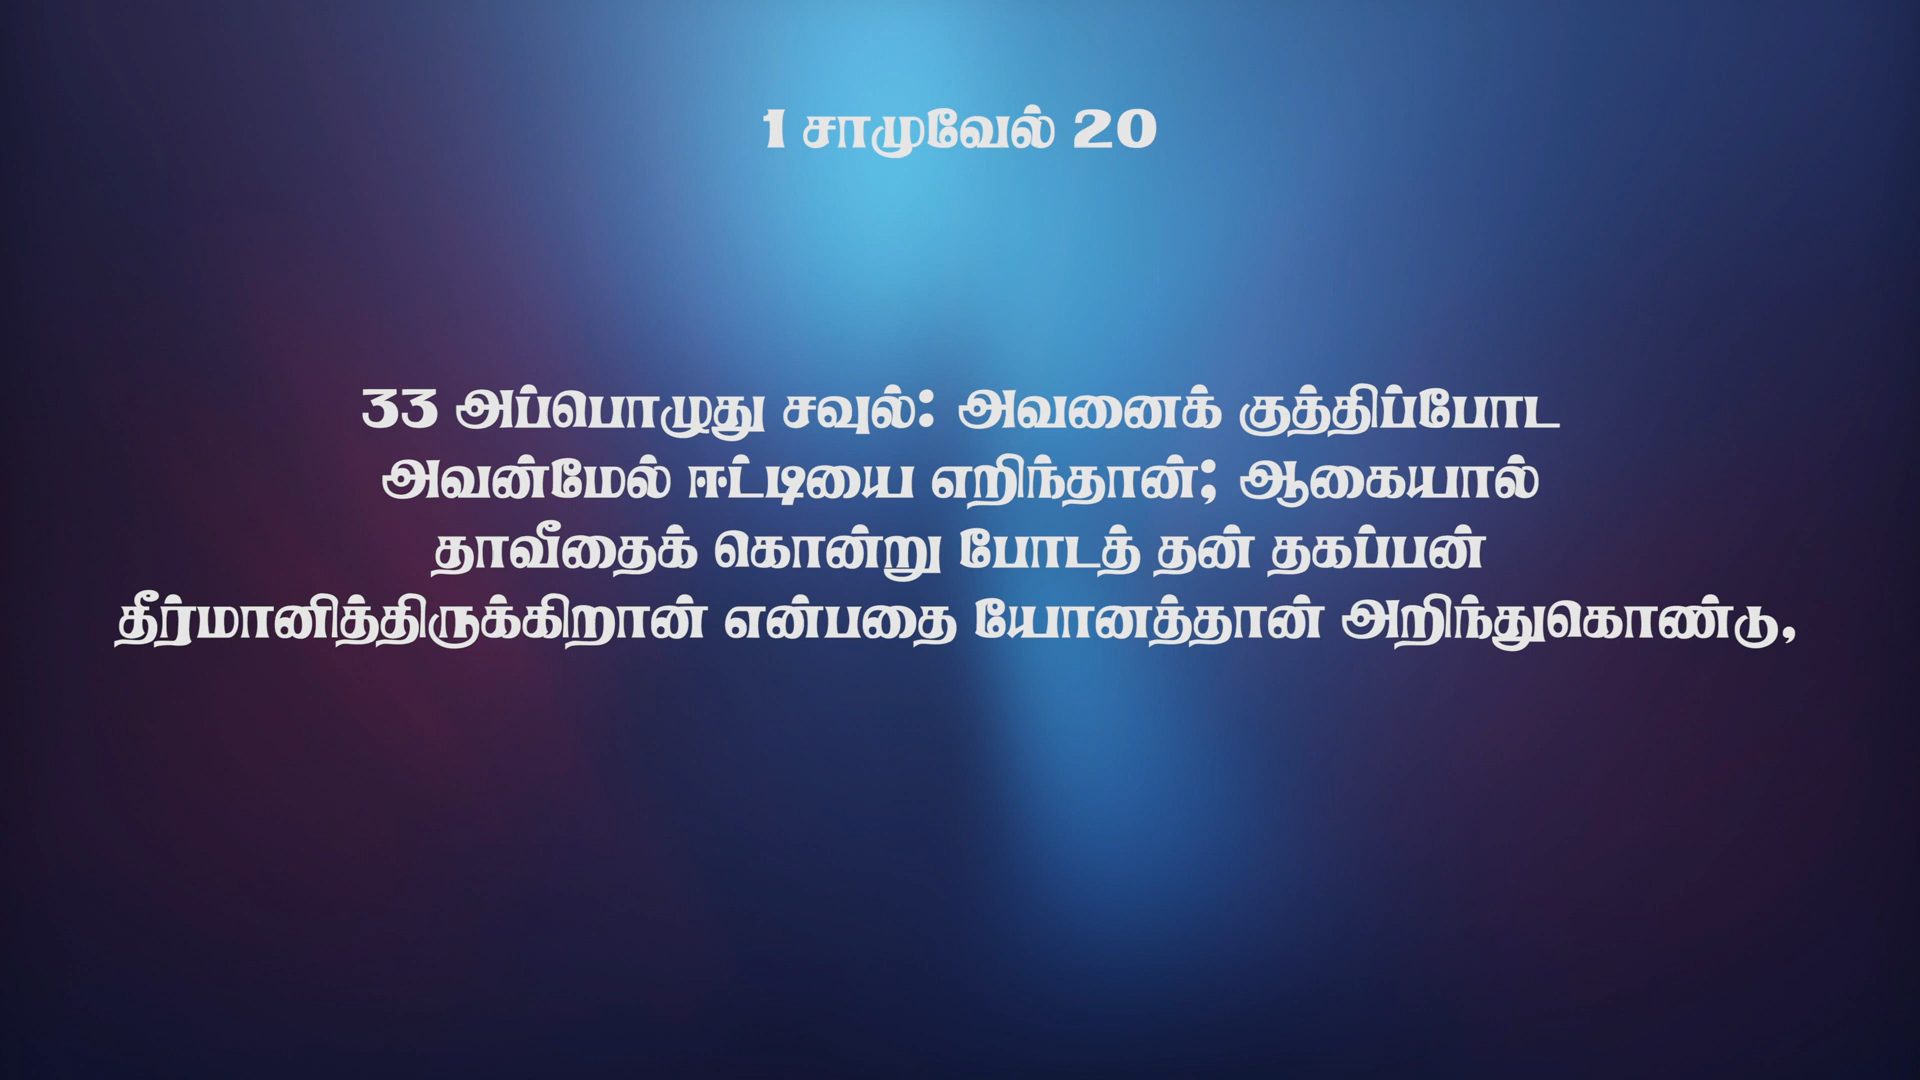 1 சாமுவேல் 20
33 அப்பொழுது சவுல்: அவனைக் குத்திப்போட
அவன்மேல் ஈட்டியை எறிந்தான்; ஆகையால்
தாவீதைக் கொன்று போடத் தன் தகப்பன்
தீர்மானித்திருக்கிறான் என்பதை யோனத்தான் அறிந்துகொண்டு,